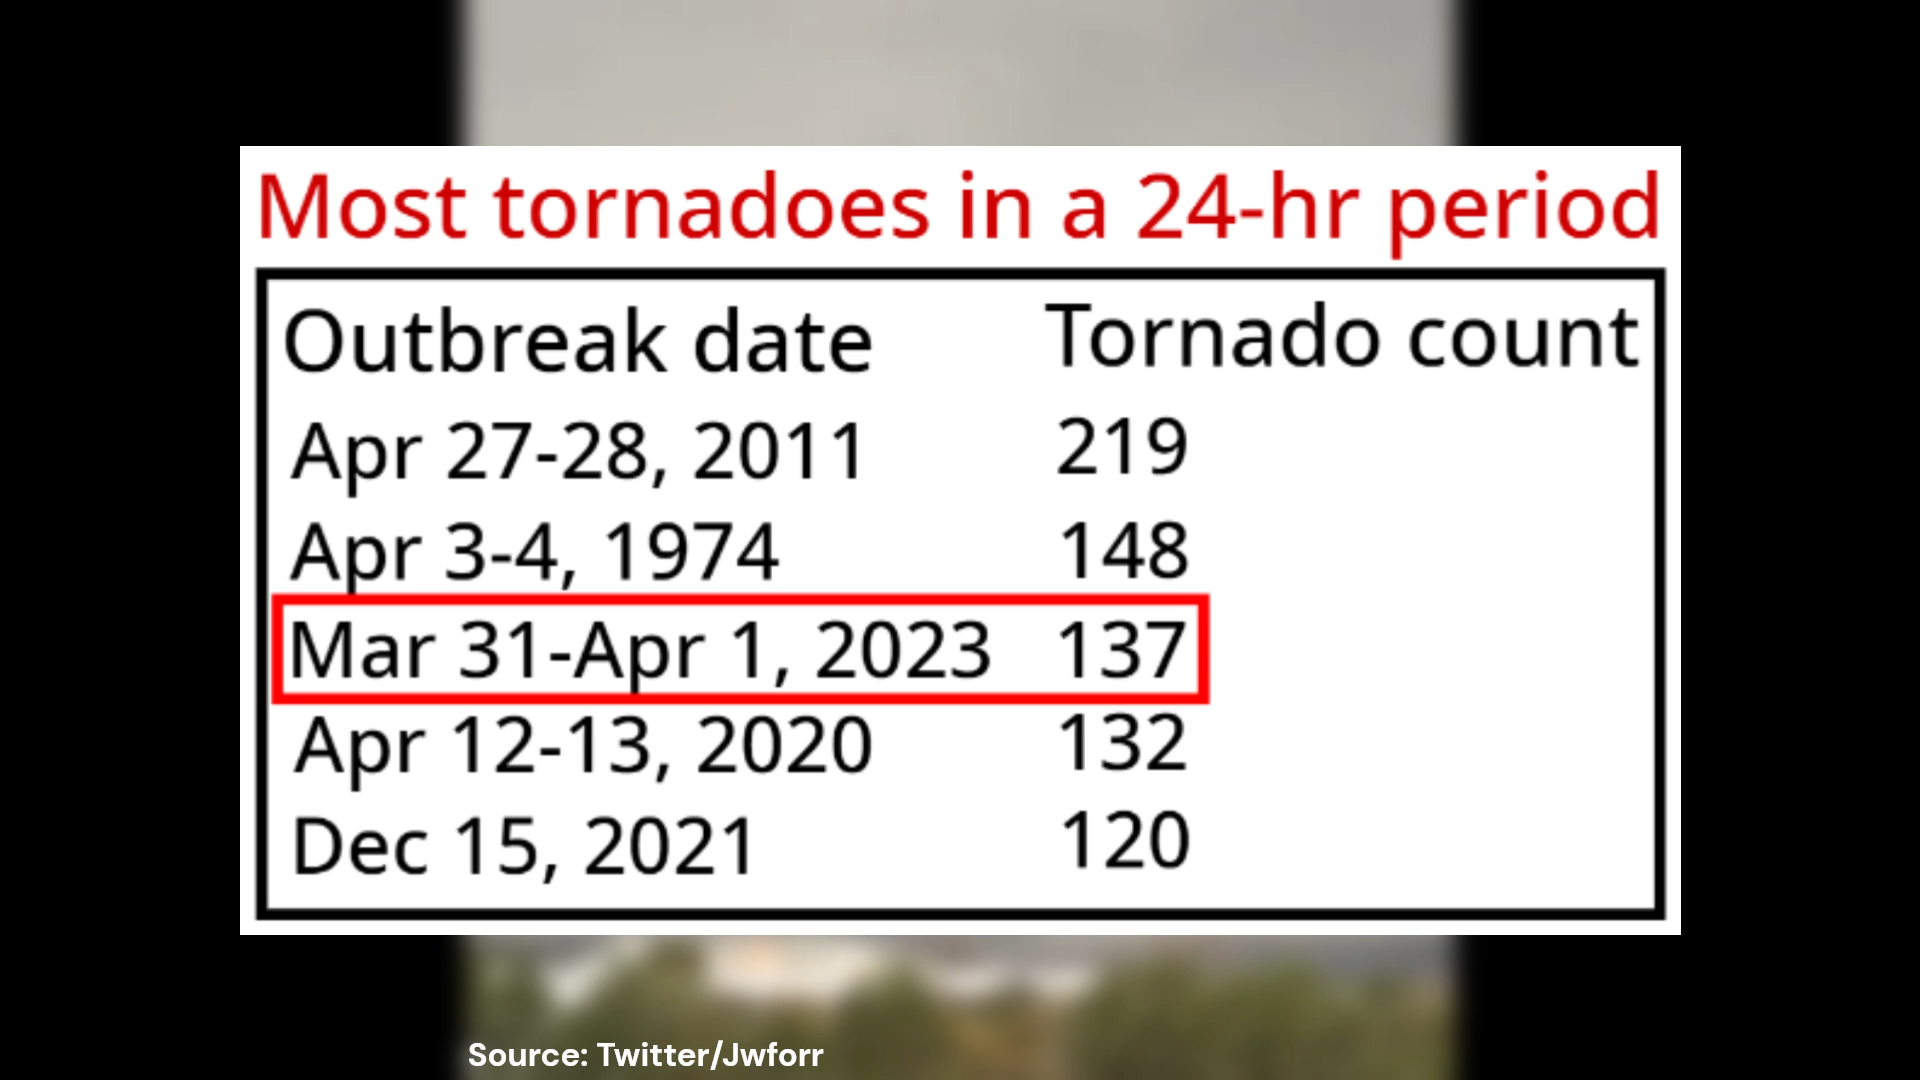 Most tornadoes in a 24-hr period
Outbreak date Tornado count
Apr 27-28, 2011 219
Apr 3-4, 1974 148
Mar 31-Apr 1, 2023 137
Apr 12-13, 2020 132
Dec 15, 2021 120
Source: Twitter/Jwforr